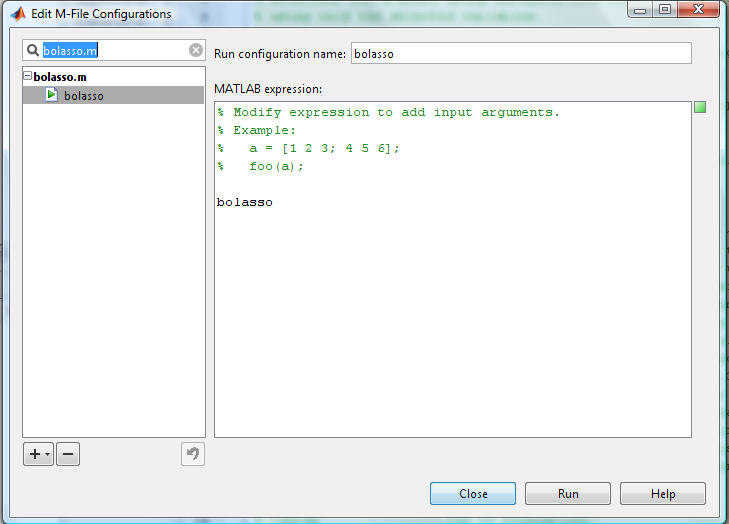 Edit M-File Configurations
bolasso.m
Run configuration name: bolasso
bolasso.m
bolasso
MATLAB expression:
% Modify expression to add input arguments.
% Example:
%   a = [1 2 3; 4 5 6];
%   foo(a);
bolasso
Close Run Help